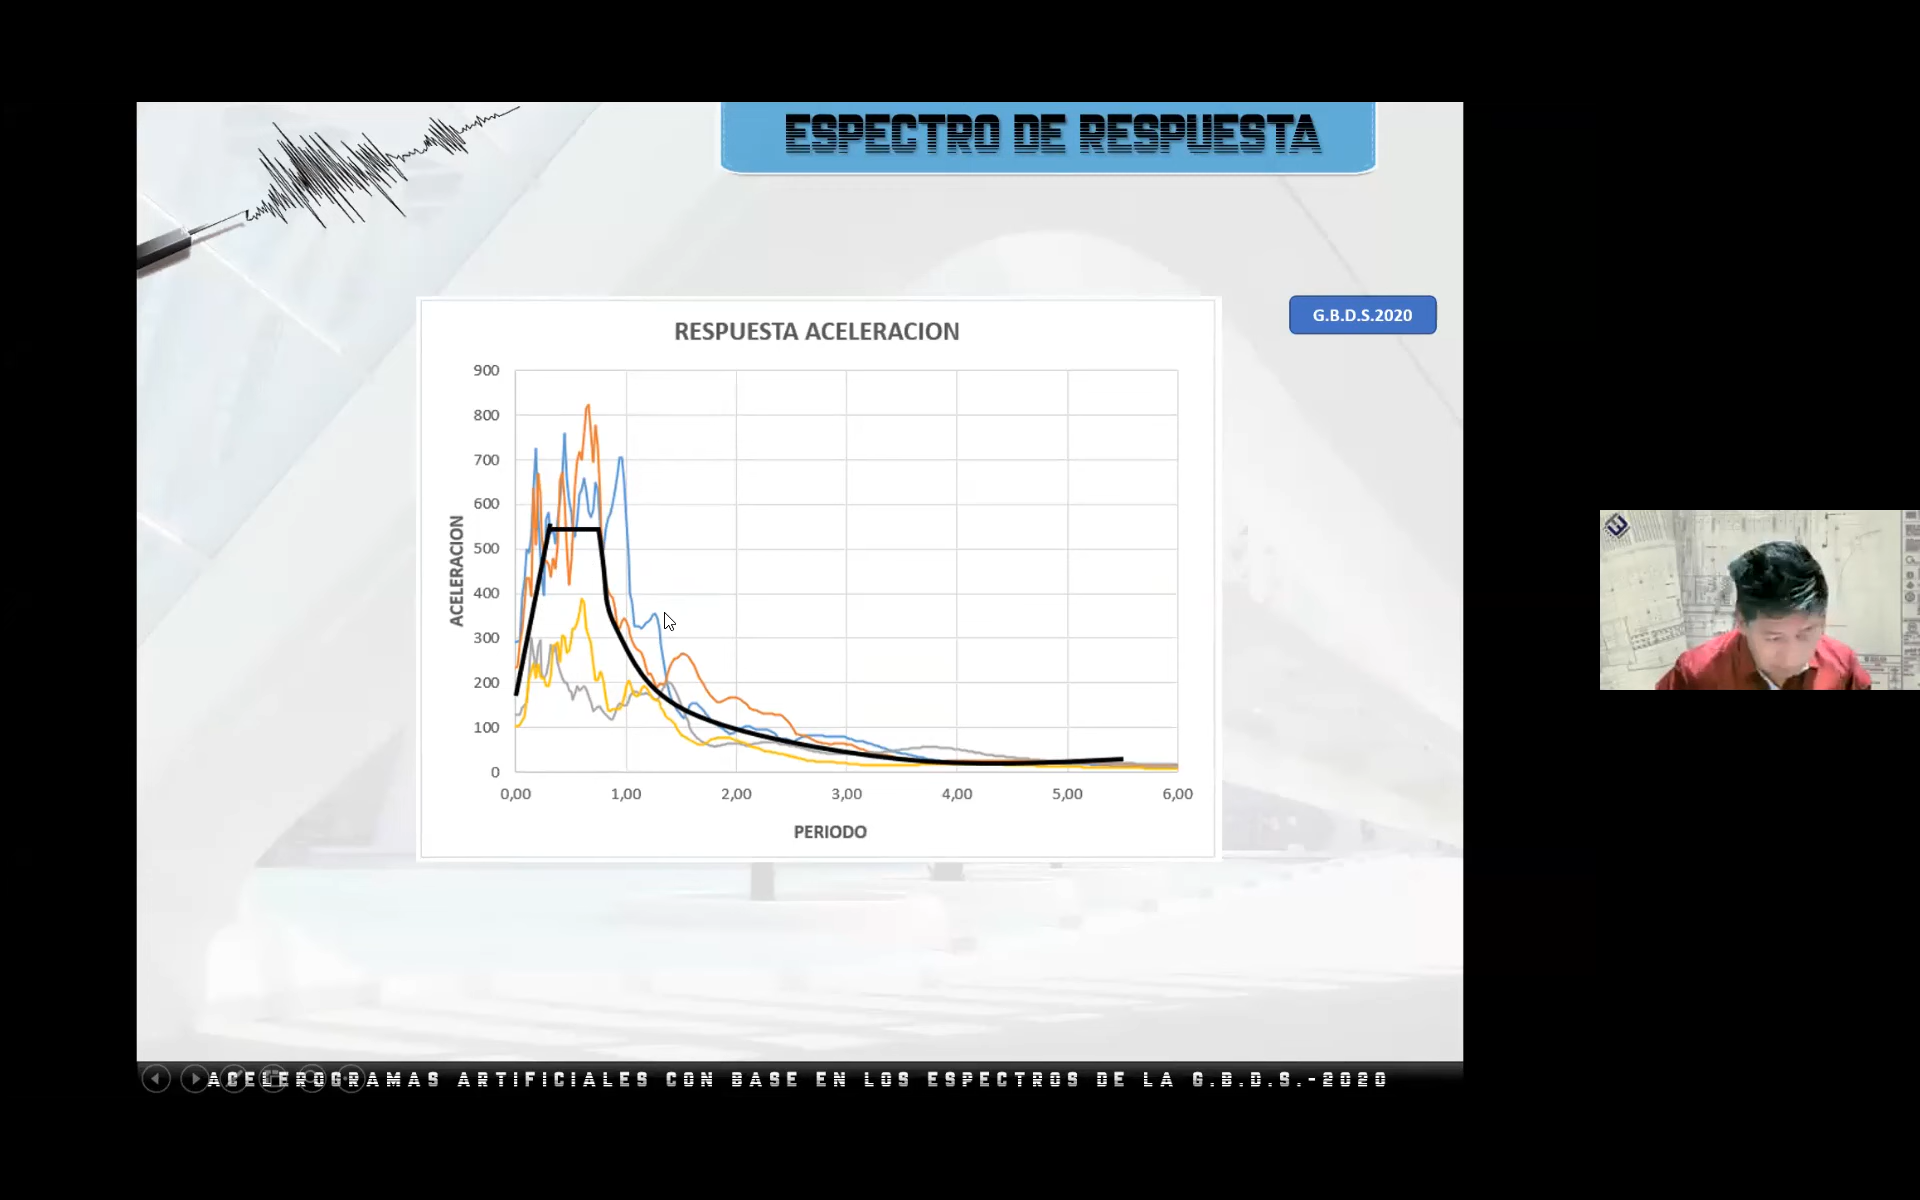 ESPECTRO DE RESPUESTA
G.B.D.S.2020
RESPUESTA ACELERACION
900
800
700
600
500
400
300
200
100
0
ACELERACION
0,00 1,00 2,00 3,00 4,00 5,00 6,00
PERIODO
ACELEROGRAMAS ARTIFICIALES CON BASE EN LOS ESPECTROS DE LA G.B.D.S.-2020